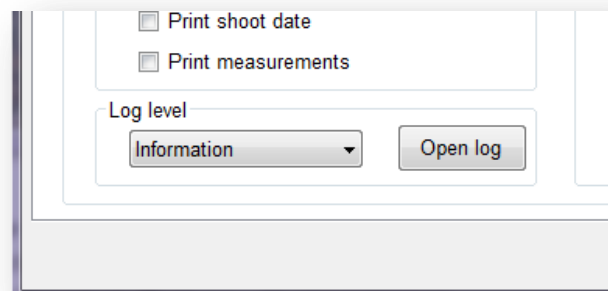 Print shoot date
Print measurements
Log level
Information
Open log